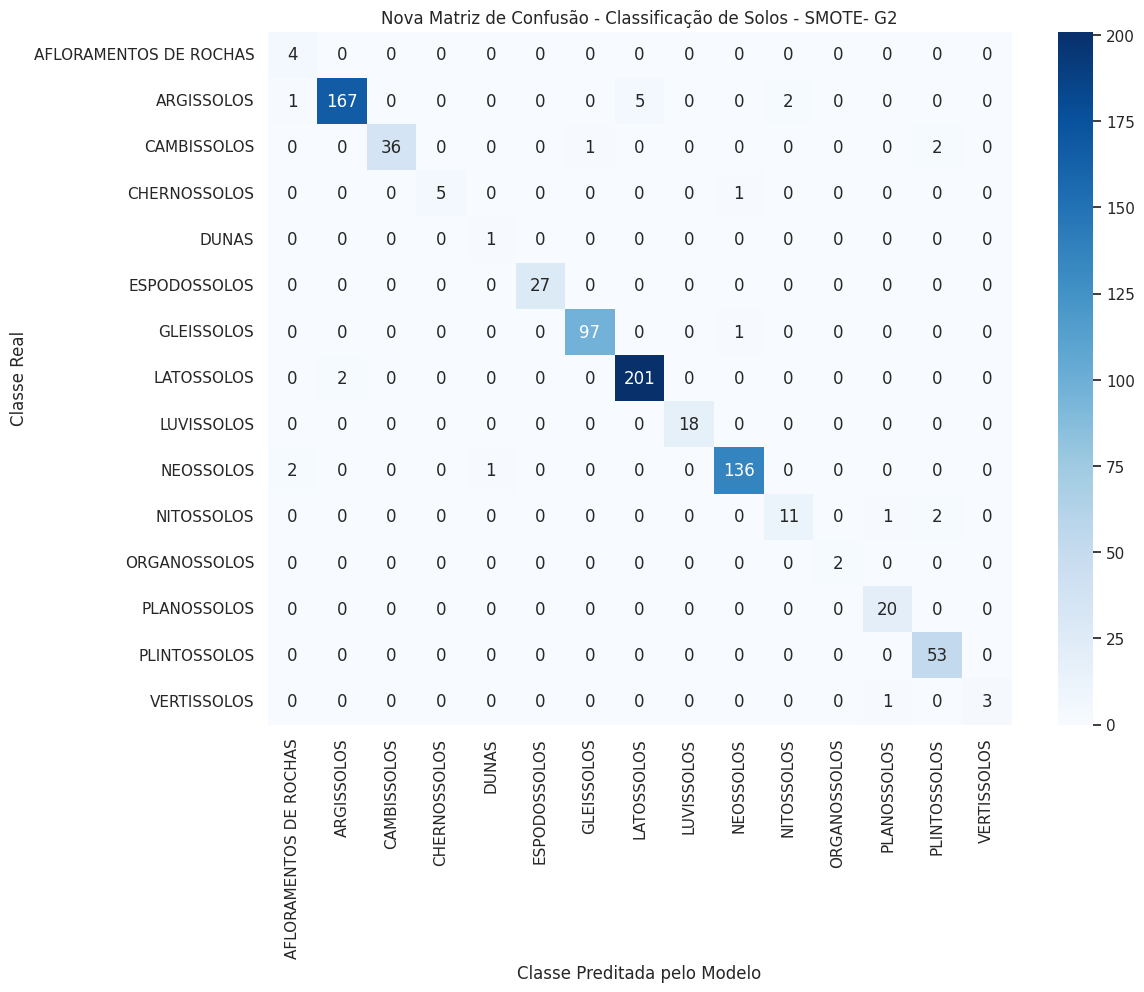 Nova Matriz de Confusão - Classificação de Solos - SMOTE- G2
AFLORAMENTOS DE ROCHAS 4 0 0 0 0 0 0 0 0 0 0 0 0 0 0
ARGISSOLOS 1 167 0 0 0 0 0 5 0 0 2 0 0 0 0
CAMBISSOLOS 0 0 36 0 0 0 1 0 0 0 0 0 0 2 0
CHERNOSSOLOS 0 0 0 5 0 0 0 0 0 1 0 0 0 0 0
DUNAS 0 0 0 0 1 0 0 0 0 0 0 0 0 0 0
ESPODOSSOLOS 0 0 0 0 0 27 0 0 0 0 0 0 0 0 0
GLEISSOLOS 0 0 0 0 0 0 97 0 0 1 0 0 0 0 0
LATOSSOLOS 0 2 0 0 0 0 0 201 0 0 0 0 0 0 0
LUVISSOLOS 0 0 0 0 0 0 0 0 18 0 0 0 0 0 0
NEOSSOLOS 2 0 0 0 1 0 0 0 0 136 0 0 0 0 0
NITOSSOLOS 0 0 0 0 0 0 0 0 0 0 11 0 1 2 0
ORGANOSSOLOS 0 0 0 0 0 0 0 0 0 0 0 2 0 0 0
PLANOSSOLOS 0 0 0 0 0 0 0 0 0 0 0 0 20 0 0
PLINTOSSOLOS 0 0 0 0 0 0 0 0 0 0 0 0 0 53 0
VERTISSOLOS 0 0 0 0 0 0 0 0 0 0 0 0 1 0 3
Classe Real
AFLORAMENTOS DE ROCHAS
ARGISSOLOS
CAMBISSOLOS
CHERNOSSOLOS
DUNAS
ESPODOSSOLOS
GLEISSOLOS
LATOSSOLOS
LUVISSOLOS
NEOSSOLOS
NITOSSOLOS
ORGANOSSOLOS
PLANOSSOLOS
PLINTOSSOLOS
VERTISSOLOS
Classe Preditada pelo Modelo
200
175
150
125
100
75
50
25
0